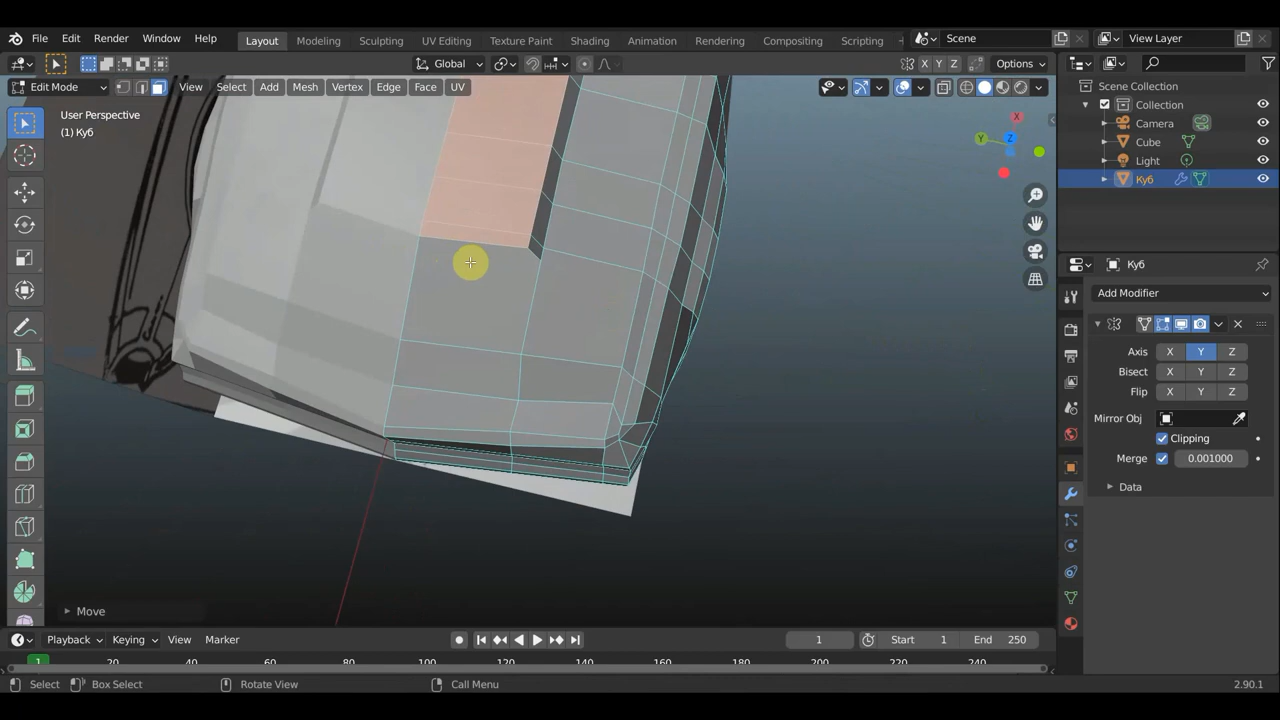 File Edit Render Window Help Layout Modeling Sculpting UV Editing Texture Paint Shading Animation Rendering Compositing Scripting + Scene View Layer
Global X Y Z Options
Edit Mode View Select Add Mesh Vertex Edge Face UV
Scene Collection
User Perspective
(1) Куб
Collection
Camera
Cube
Light
Куб
X
Y
Z
Куб
Add Modifier
Axis X Y Z
Bisect X Y Z
Flip X Y Z
Mirror Obj
Clipping
Merge 0.001000
Data
Move
Playback Keying View Marker 1 Start 1 End 250
1 20 40 60 80 100 120 140 160 180 200 220 240
Select Box Select Rotate View Call Menu 2.90.1